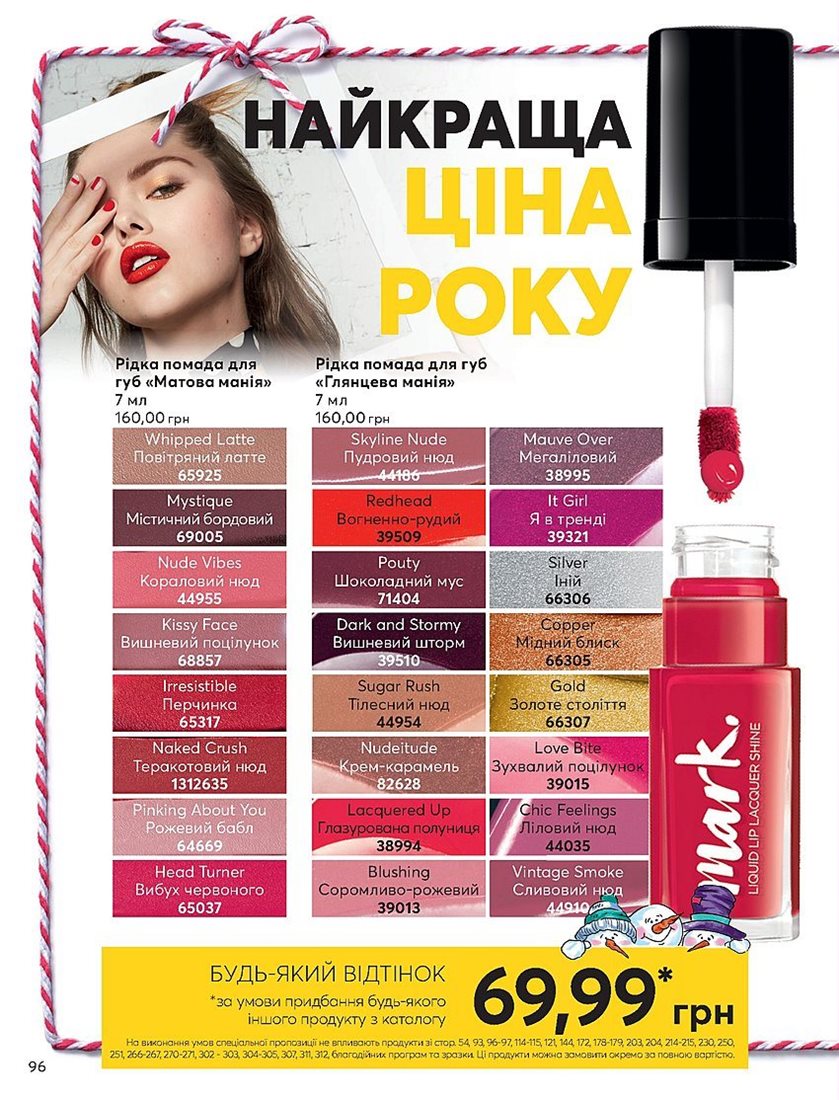 НАЙКРАЩА
ЦІНА
РОКУ
Рідка помада для
губ «Матова манія»
7 мл
160,00 грн
Рідка помада для губ
«Глянцева манія»
7 мл
160,00 грн
Whipped Latte
Повітряний латте
65925
Mystique
Містичний бордовий
69005
Nude Vibes
Кораловий нюд
44955
Kissy Face
Вишневий поцілунок
68857
Irresistible
Перчинка
65317
Naked Crush
Теракотовий нюд
1312635
Pinking About You
Рожевий бабл
64669
Head Turner
Вибух червоного
65037
Skyline Nude
Пудровий нюд
44186
Redhead
Вогненно-рудий
39509
Pouty
Шоколадний мус
71404
Dark and Stormy
Вишневий шторм
39510
Sugar Rush
Тілесний нюд
44954
Nudeitude
Крем-карамель
82628
Lacquered Up
Глазурована полуниця
38994
Blushing
Соромливо-рожевий
39013
Mauve Over
Мегаліловий
38995
It Girl
Я в тренді
39321
Silver
Іній
66306
Copper
Мідний блиск
66305
Gold
Золоте століття
66307
Love Bite
Зухвалий поцілунок
39015
Chic Feelings
Ліловий нюд
44035
Vintage Smoke
Сливовий нюд
44910
mark.
LIQUID LIP LACQUER SHINE
БУДЬ-ЯКИЙ ВІДТІНОК
*за умови придбання будь-якого
іншого продукту з каталогу
69,99* грн
На виконання умов спеціальної пропозиції не впливають продукти зі стор. 54, 93, 96-97, 114-115, 121, 144, 172, 178-179, 203, 204, 214-215, 230, 250,
251, 266-267, 270-271, 302 - 303, 304-305, 307, 311, 312, благодійних програм та зразки. Ці продукти можна замовити окремо за повною вартістю.
96